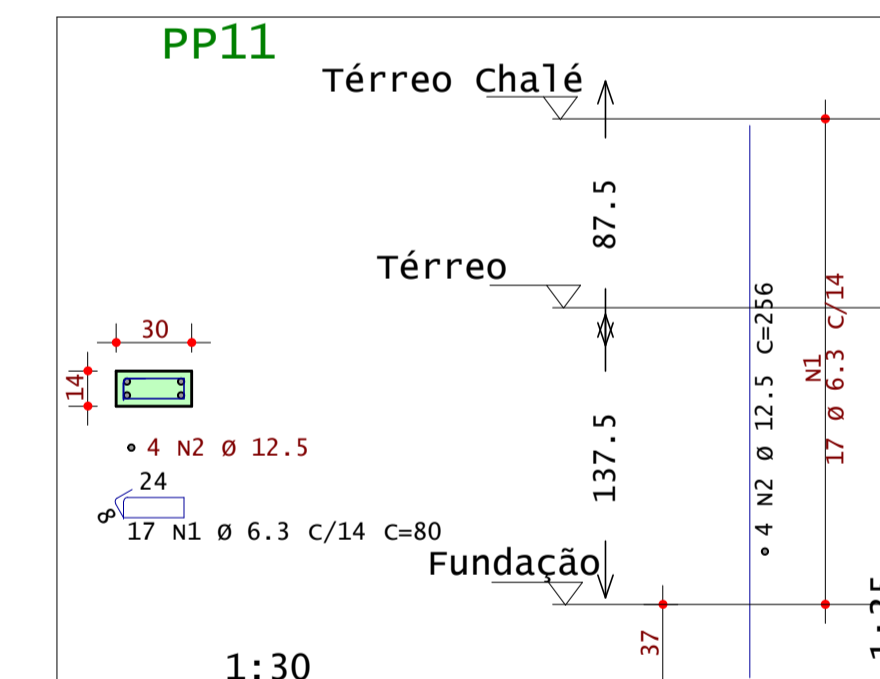 PP11
Térreo Chalé
87.5
Térreo
30
14
4 N2 Ø 12.5
24
8
17 N1 Ø 6.3 C/14 C=80
137.5
Fundação
4 N2 Ø 12.5 C=256
N1
17 Ø 6.3 C/14
37
1:30